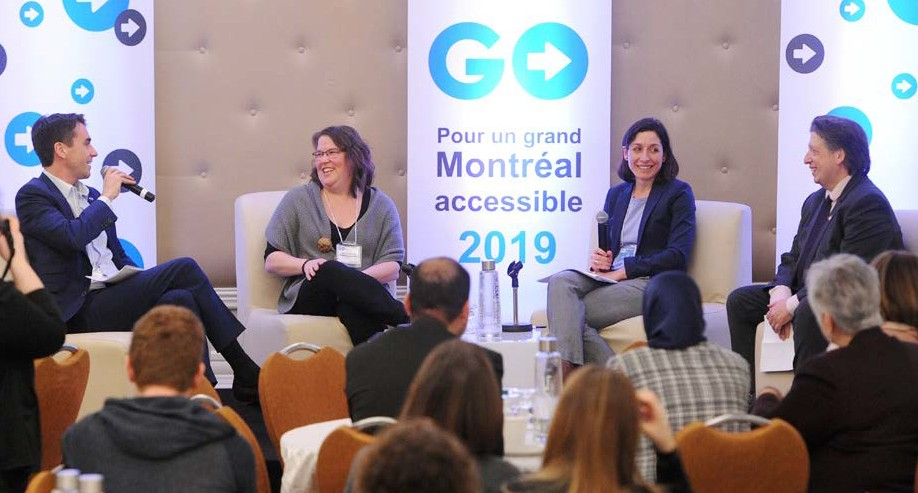 GO
Pour un grand
Montréal
accessible
2019